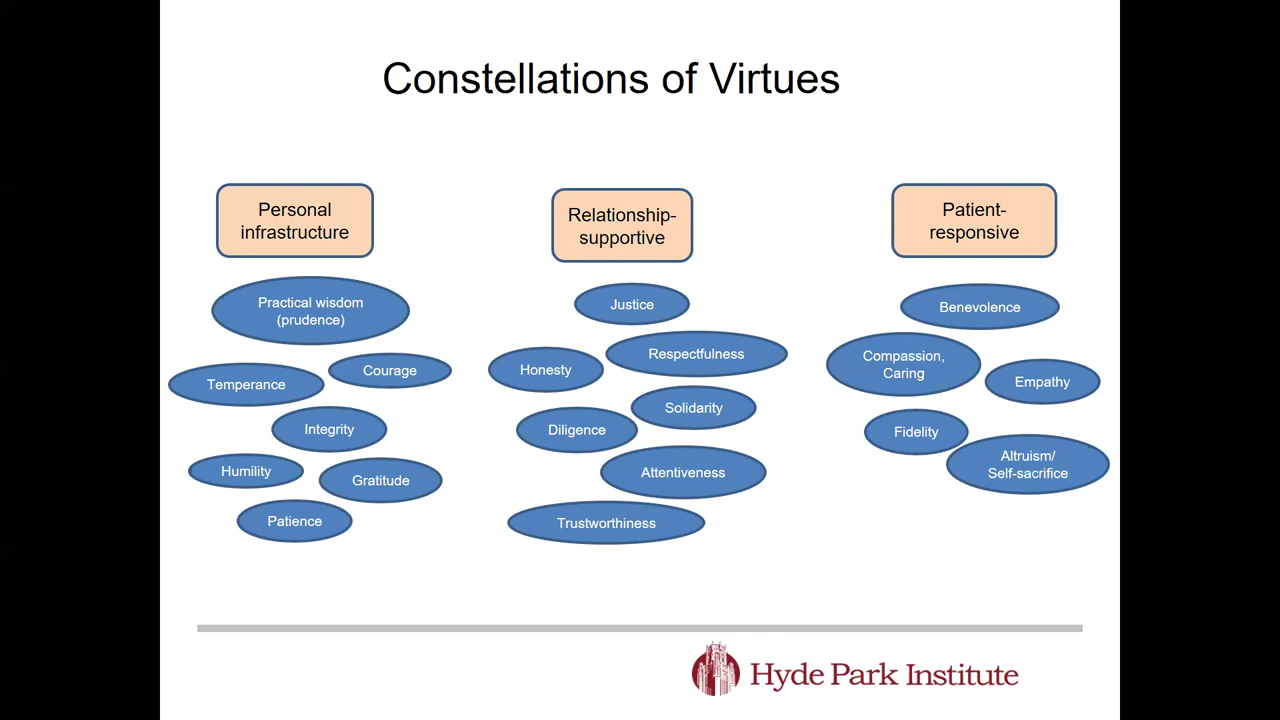 Constellations of Virtues
Personal
infrastructure
Practical wisdom
(prudence)
Temperance
Courage
Integrity
Humility
Gratitude
Patience
Relationship-
supportive
Justice
Respectfulness
Honesty
Solidarity
Diligence
Attentiveness
Trustworthiness
Patient-
responsive
Benevolence
Compassion,
Caring
Empathy
Fidelity
Altruism/
Self-sacrifice
Hyde Park Institute